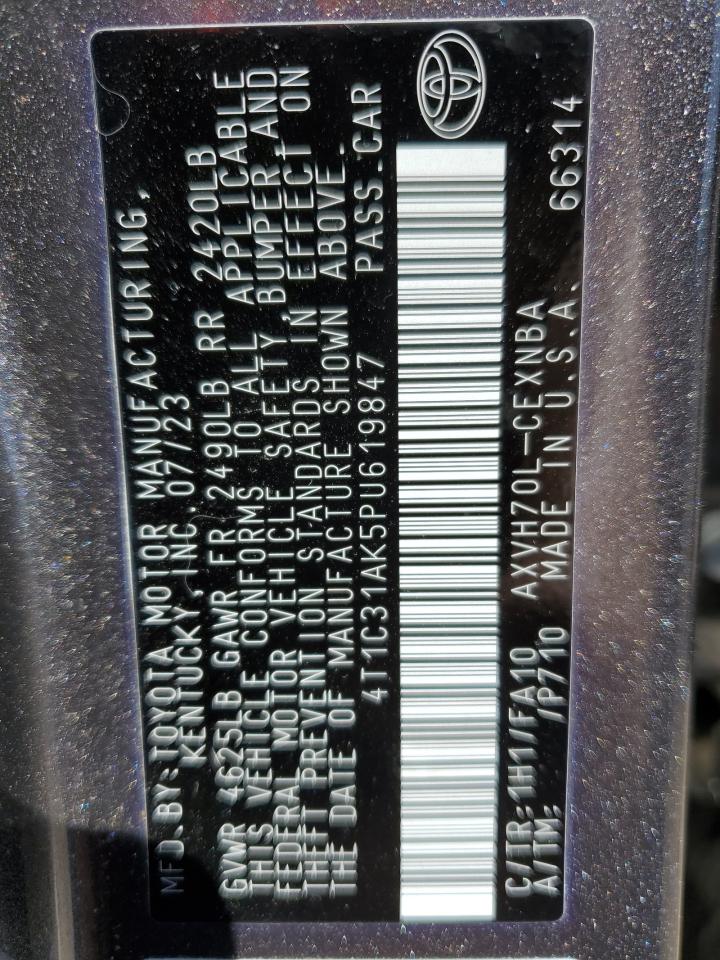 MFD.BY:TOYOTA MOTOR MANUFACTURING,
KENTUCKY, INC. 07/23
GVWR 4625LB GAWR FR 2490LB RR 2420LB
THIS VEHICLE CONFORMS TO ALL APPLICABLE
FEDERAL MOTOR VEHICLE SAFETY, BUMPER,AND
THEFT PREVENTION STANDARDS IN EFFECT ON
THE DATE OF MANUFACTURE SHOWN ABOVE.
4T1C31AK5PU619847 PASS.CAR
C/TR:1H1/FA10 AXVH70L-CEXNBA
A/TM: /P710 MADE IN U.S.A. 66314